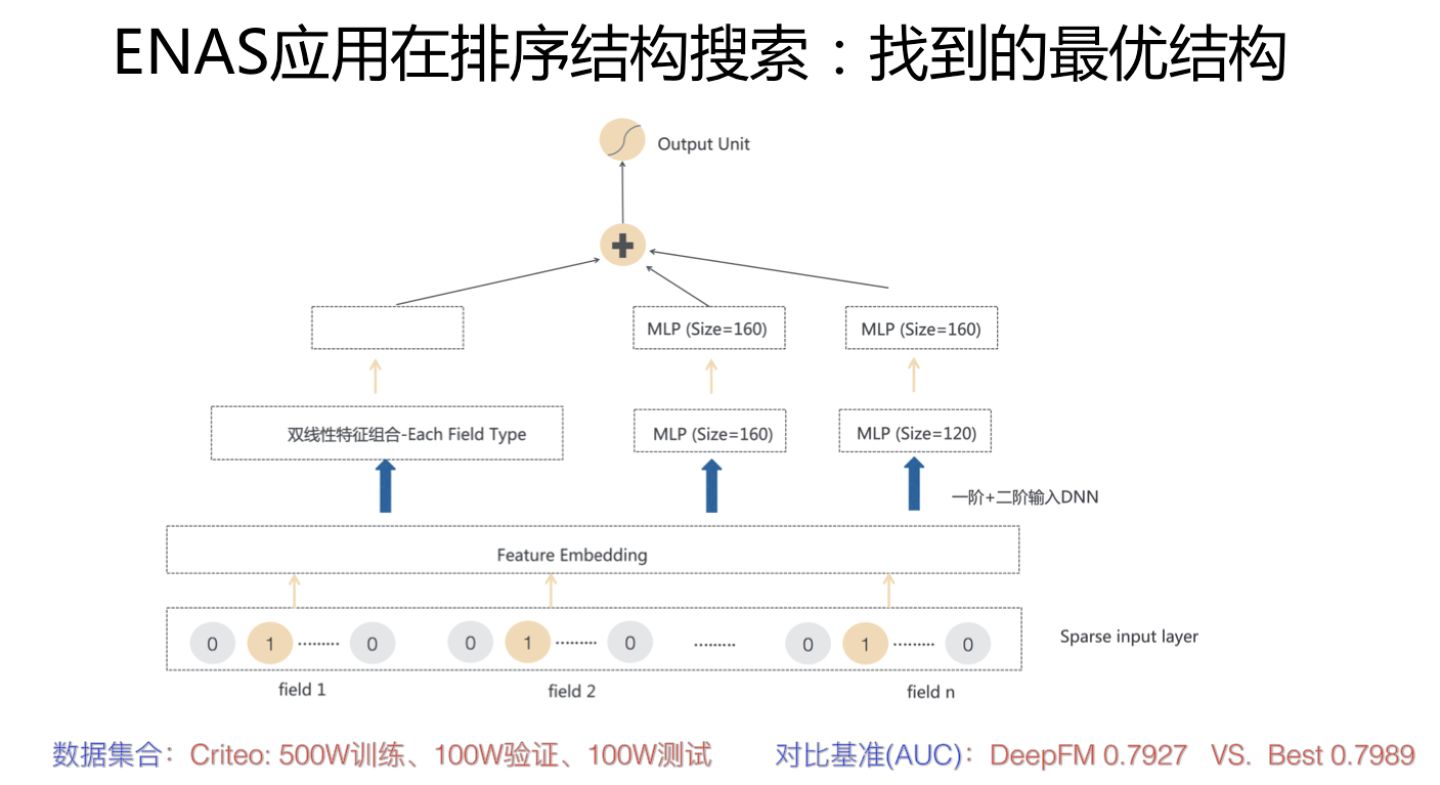 ENAS应用在排序结构搜索：找到的最优结构
Output Unit
MLP (Size=160)
MLP (Size=160)
双线性特征组合-Each Field Type
MLP (Size=160)
MLP (Size=120)
一阶+二阶输入DNN
Feature Embedding
0 1 ········· 0 0 1 ········· 0 ········· 0 1 ········· 0
Sparse input layer
field 1
field 2
field n
数据集合：Criteo: 500W训练、100W验证、100W测试
对比基准(AUC)：DeepFM 0.7927 VS. Best 0.7989